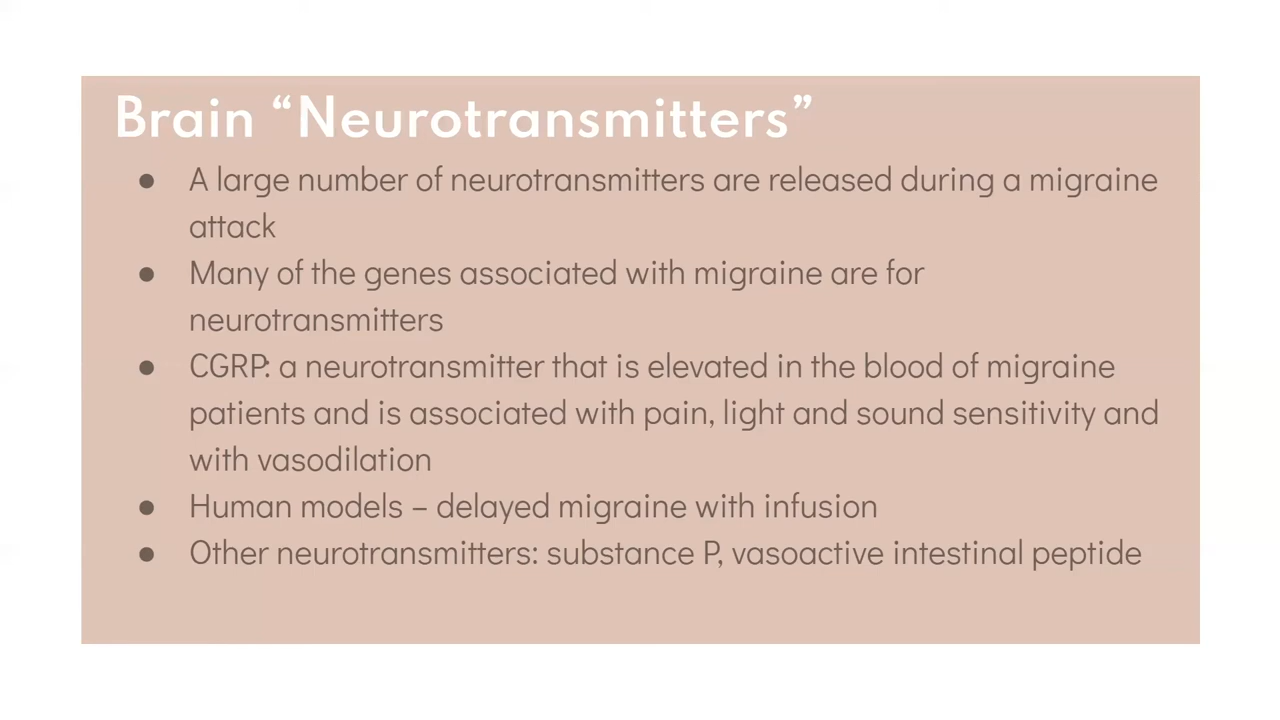 Brain “Neurotransmitters”
● A large number of neurotransmitters are released during a migraine
attack
● Many of the genes associated with migraine are for
neurotransmitters
● CGRP: a neurotransmitter that is elevated in the blood of migraine
patients and is associated with pain, light and sound sensitivity and
with vasodilation
● Human models – delayed migraine with infusion
● Other neurotransmitters: substance P, vasoactive intestinal peptide